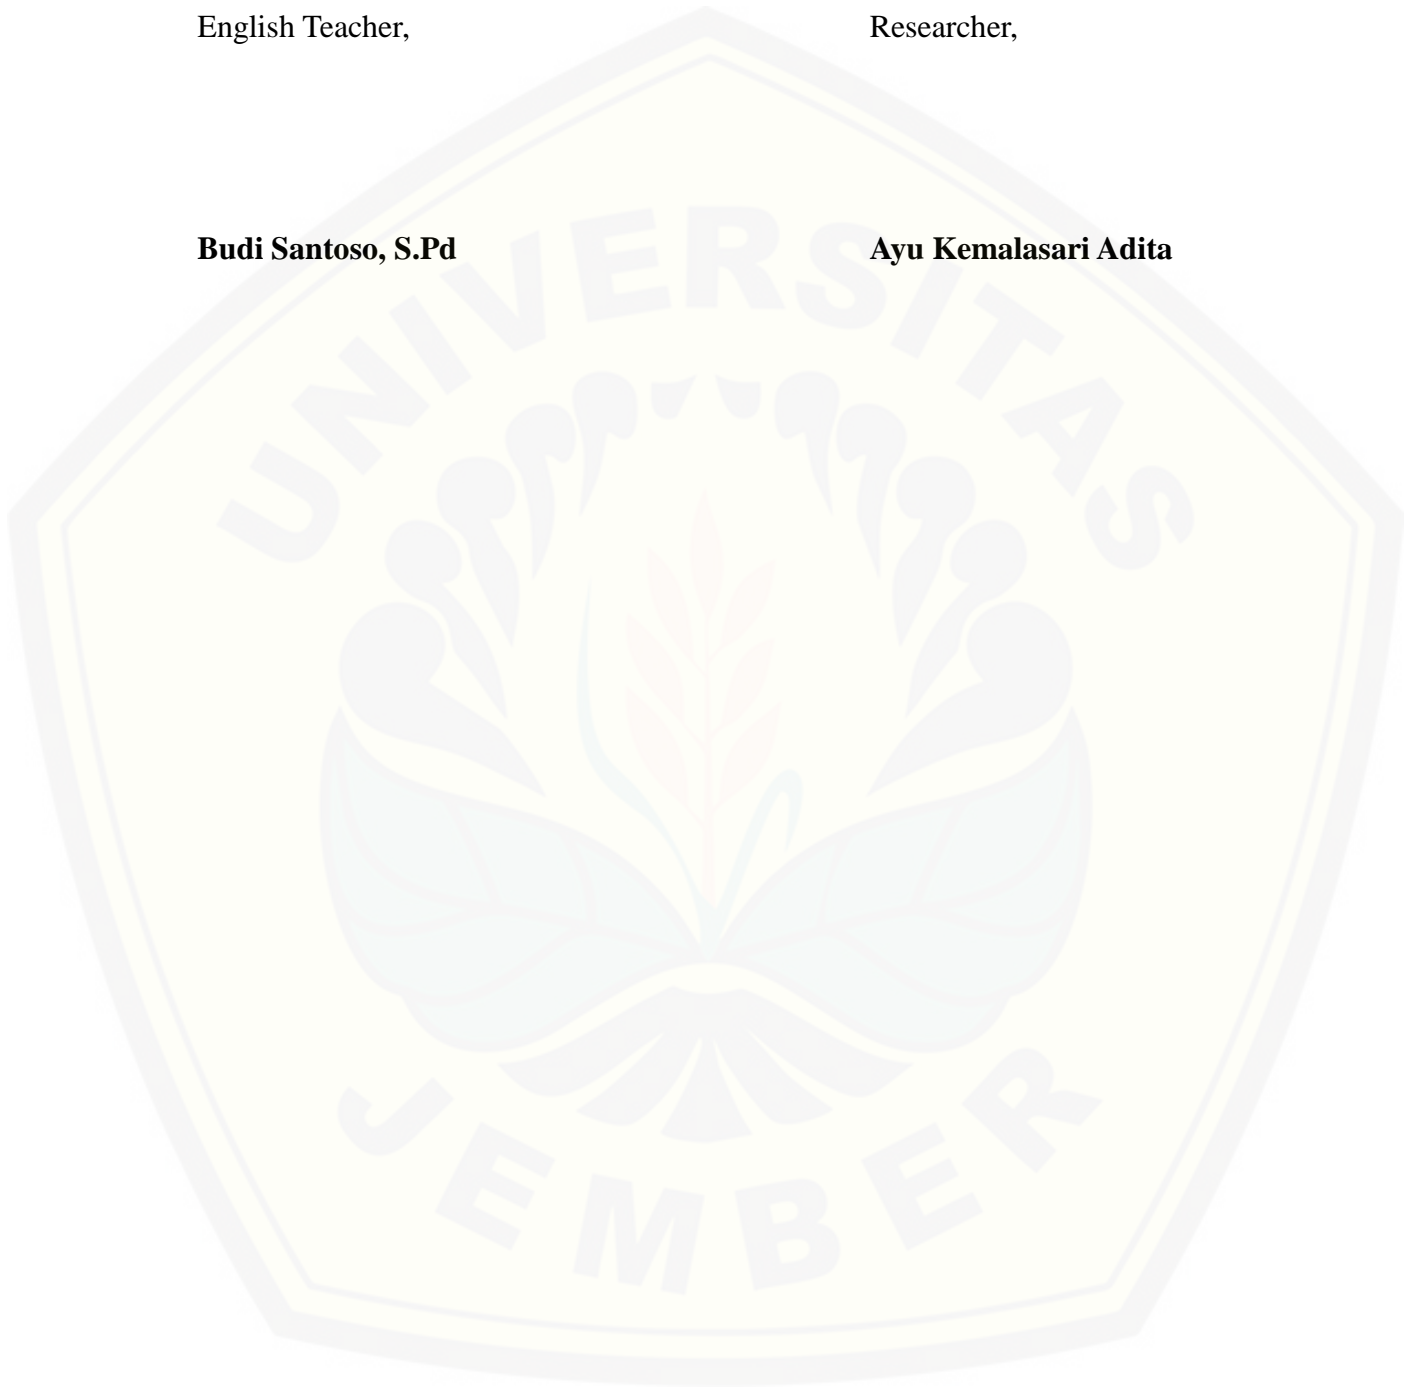 English Teacher, Researcher,
Budi Santoso, S.Pd Ayu Kemalasari Adita
UNIVERSITAS
JEMBER